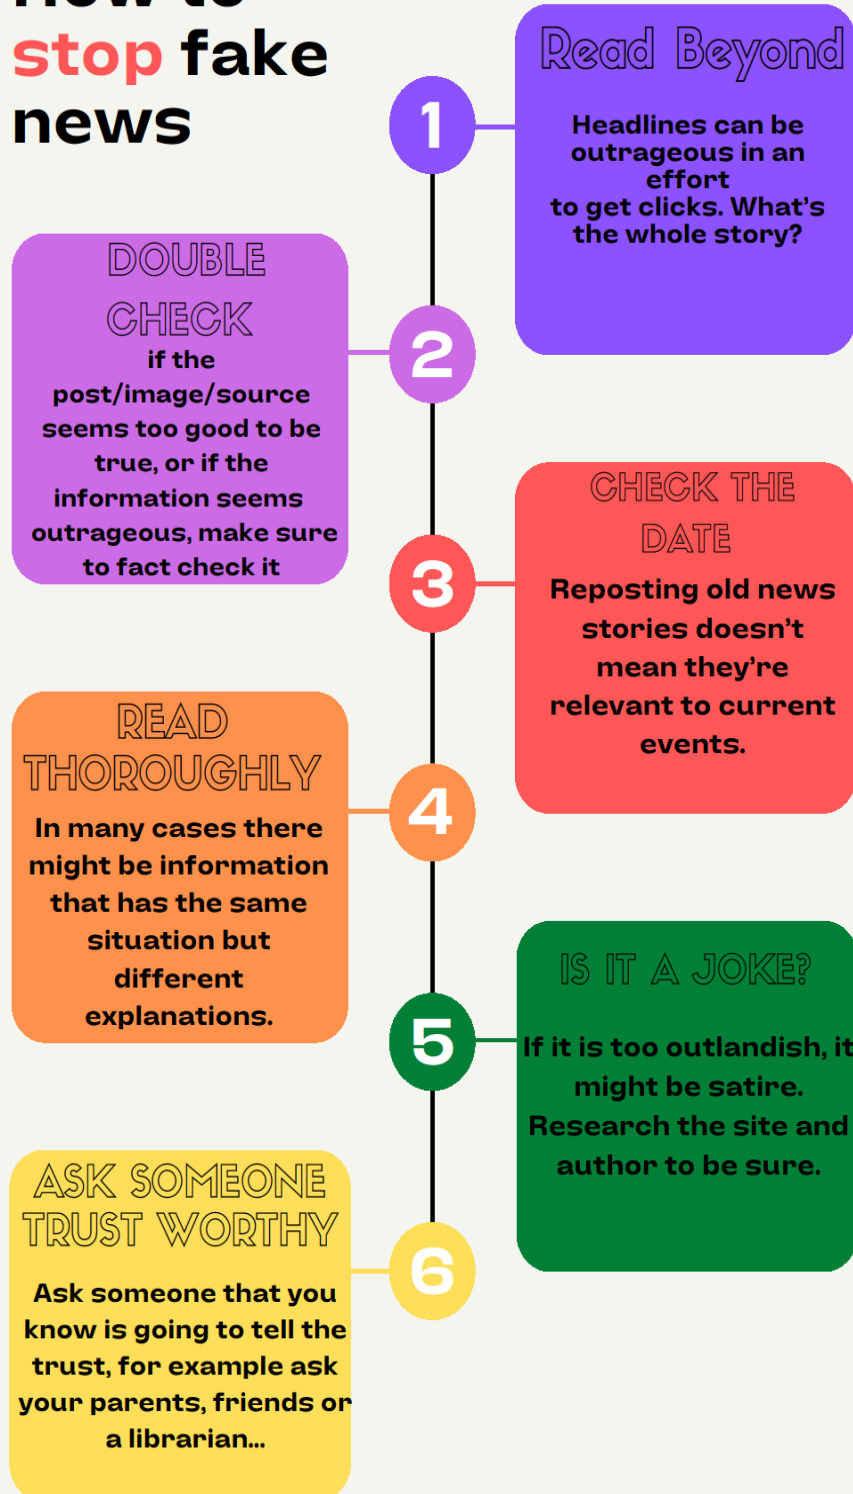 how to
stop fake
news
1
Read Beyond
Headlines can be
outrageous in an
effort
to get clicks. What's
the whole story?
2
DOUBLE
CHECK
if the
post/image/source
seems too good to be
true, or if the
information seems
outrageous, make sure
to fact check it
3
CHECK THE
DATE
Reposting old news
stories doesn't
mean they're
relevant to current
events.
4
READ
THOROUGHLY
In many cases there
might be information
that has the same
situation but
different
explanations.
5
IS IT A JOKE?
If it is too outlandish, it
might be satire.
Research the site and
author to be sure.
6
ASK SOMEONE
TRUST WORTHY
Ask someone that you
know is going to tell the
trust, for example ask
your parents, friends or
a librarian...